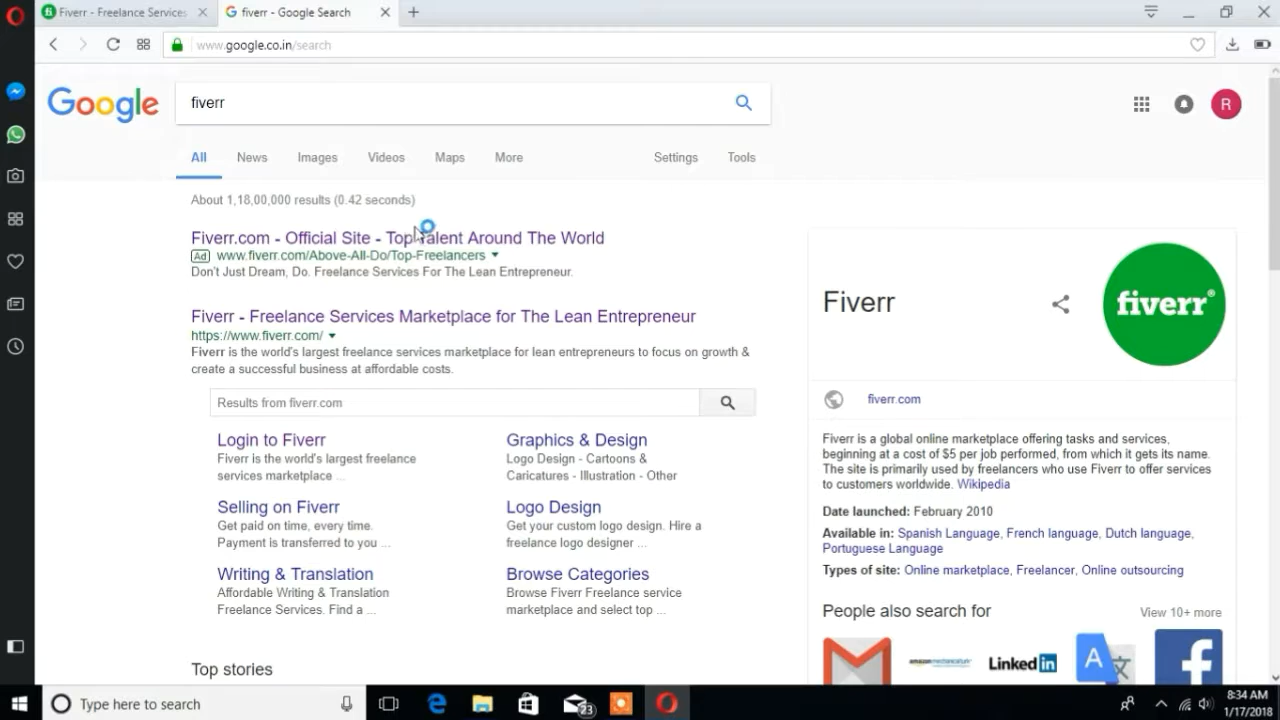 Fiverr - Freelance Services
fiverr - Google Search
www.google.co.in/search
Google
fiverr
R
All
News
Images
Videos
Maps
More
Settings
Tools
About 1,18,00,000 results (0.42 seconds)
Fiverr.com - Official Site - Top Talent Around The World
Ad www.fiverr.com/Above-All-Do/Top-Freelancers
Don't Just Dream, Do. Freelance Services For The Lean Entrepreneur.
Fiverr - Freelance Services Marketplace for The Lean Entrepreneur
https://www.fiverr.com/
Fiverr is the world's largest freelance services marketplace for lean entrepreneurs to focus on growth &
create a successful business at affordable costs.
Results from fiverr.com
Login to Fiverr
Fiverr is the world's largest freelance
services marketplace ...
Graphics & Design
Logo Design - Cartoons &
Caricatures - Illustration - Other
Selling on Fiverr
Get paid on time, every time.
Payment is transferred to you ...
Logo Design
Get your custom logo design. Hire a
freelance logo designer ...
Writing & Translation
Affordable Writing & Translation
Freelance Services. Find a ...
Browse Categories
Browse Fiverr Freelance service
marketplace and select top ...
Top stories
Fiverr
fiverr®
fiverr.com
Fiverr is a global online marketplace offering tasks and services,
beginning at a cost of $5 per job performed, from which it gets its name.
The site is primarily used by freelancers who use Fiverr to offer services
to customers worldwide. Wikipedia
Date launched: February 2010
Available in: Spanish Language, French language, Dutch language,
Portuguese Language
Types of site: Online marketplace, Freelancer, Online outsourcing
People also search for
View 10+ more
LinkedIn
A
Type here to search
23
8:34 AM
1/17/2018